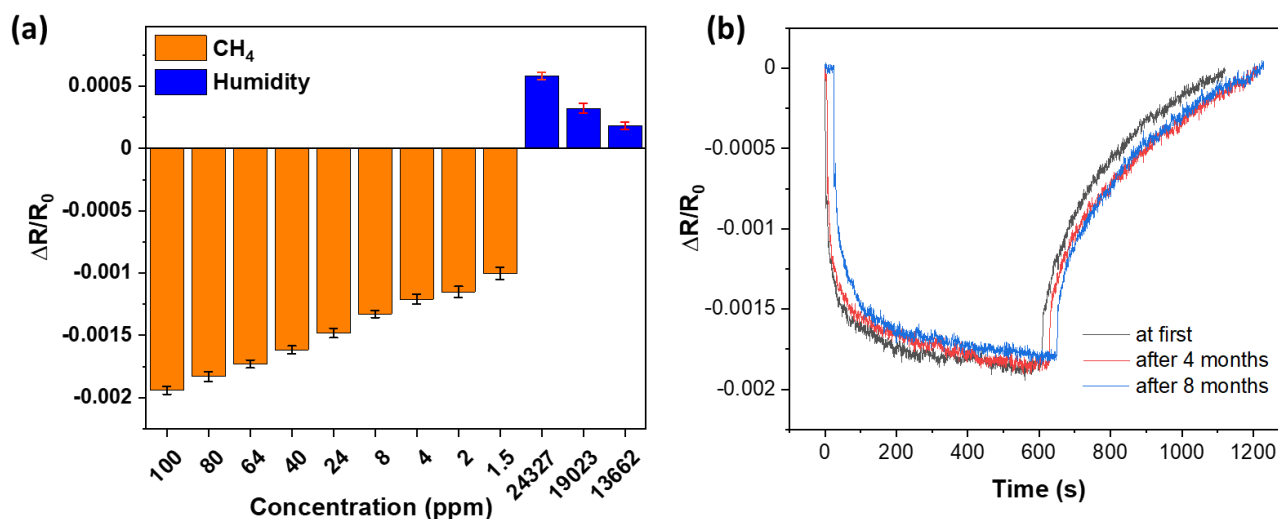 (a)
CH₄
Humidity
0.0005
0
-0.0005
-0.001
-0.0015
-0.002
ΔR/R₀
100 80 64 40 24 8 4 2 1.5 24327 19023 13662
Concentration (ppm)
(b)
0
-0.0005
-0.001
-0.0015
-0.002
ΔR/R₀
at first
after 4 months
after 8 months
0 200 400 600 800 1000 1200
Time (s)